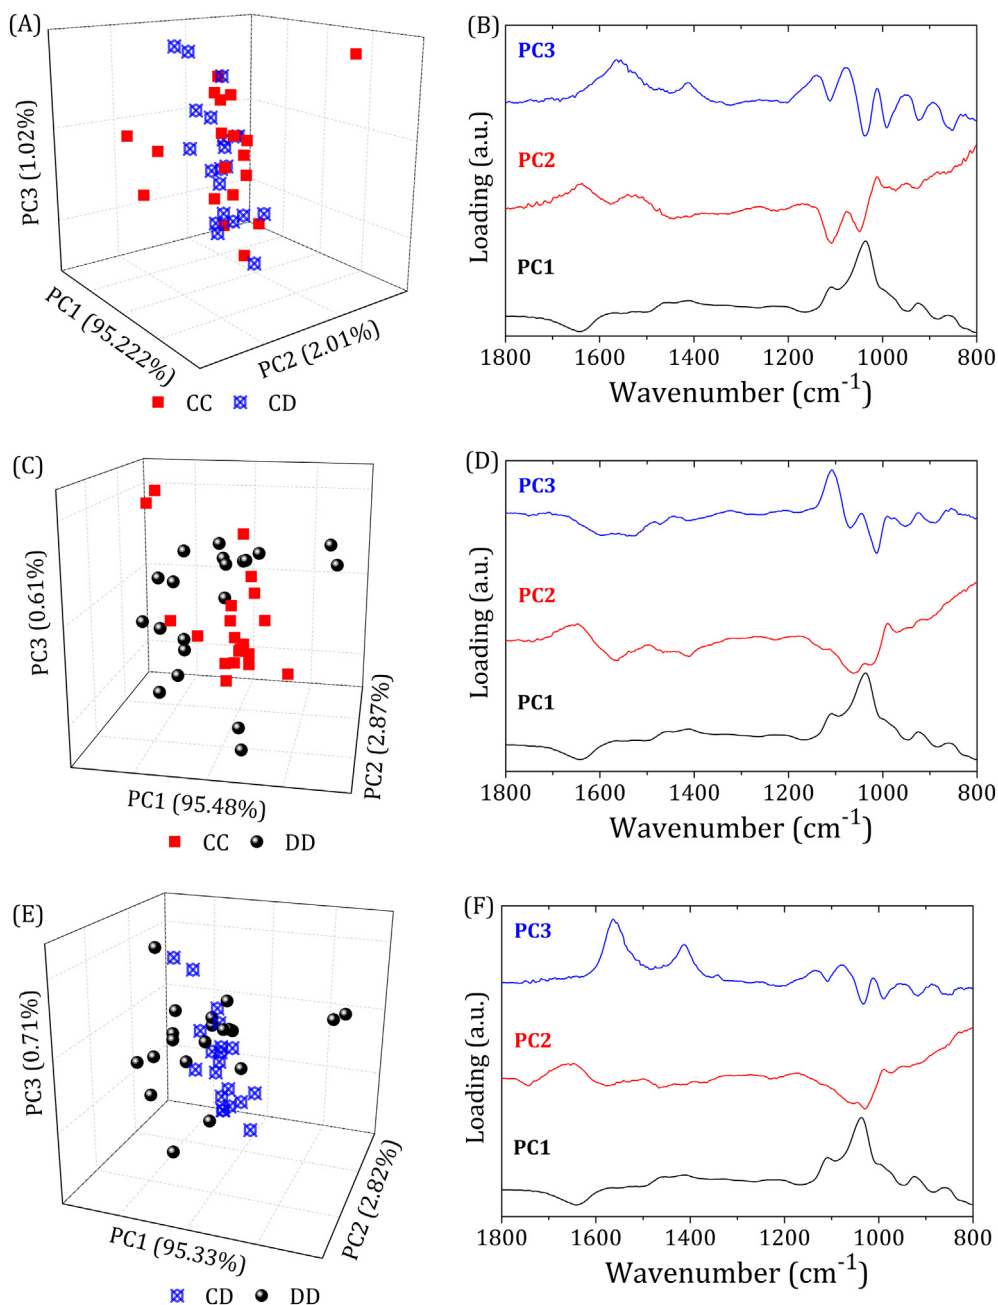 (A)
PC3 (1.02%)
PC1 (95.222%)
PC2 (2.01%)
CC CD
(B)
PC3
PC2
PC1
Loading (a.u.)
1800 1600 1400 1200 1000 800
Wavenumber (cm⁻¹)
(C)
PC3 (0.61%)
PC1 (95.48%)
PC2 (2.87%)
CC DD
(D)
PC3
PC2
PC1
Loading (a.u.)
1800 1600 1400 1200 1000 800
Wavenumber (cm⁻¹)
(E)
PC3 (0.71%)
PC1 (95.33%)
PC2 (2.82%)
CD DD
(F)
PC3
PC2
PC1
Loading (a.u.)
1800 1600 1400 1200 1000 800
Wavenumber (cm⁻¹)